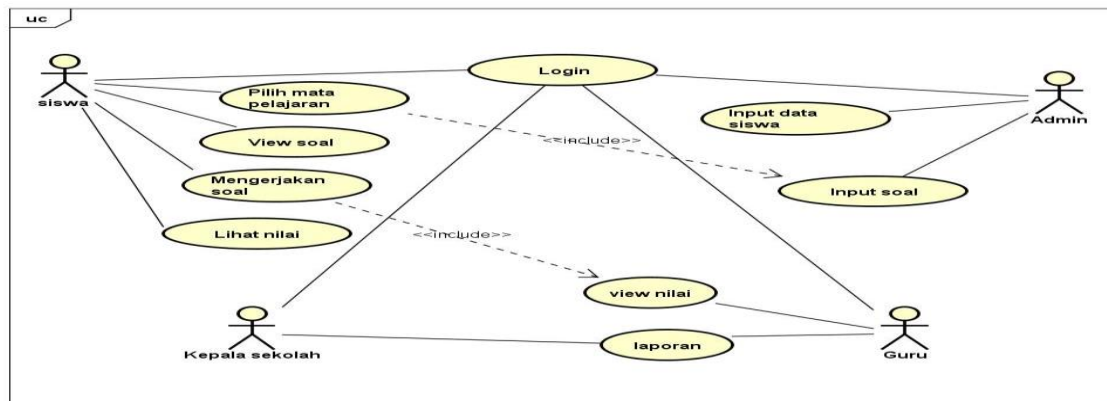 uc
Login
siswa
Pilih mata
pelajaran
Input data
siswa
Admin
View soal
<<include>>
Mengerjakan
soal
Input soal
Lihat nilai
<<include>>
view nilai
Kepala sekolah
laporan
Guru